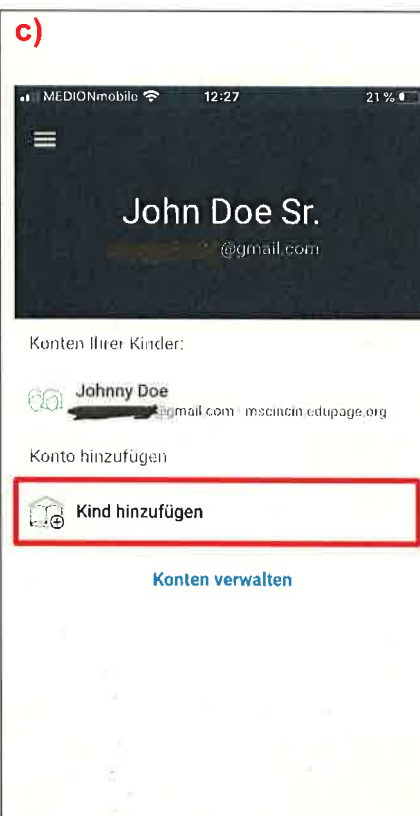 c)
MEDIONmobile 12:27 21 %
John Doe Sr.
@gmail.com
Konten Ihrer Kinder:
Johnny Doe
gmail.com · mscincin.edupage.org
Konto hinzufügen
Kind hinzufügen
Konten verwalten